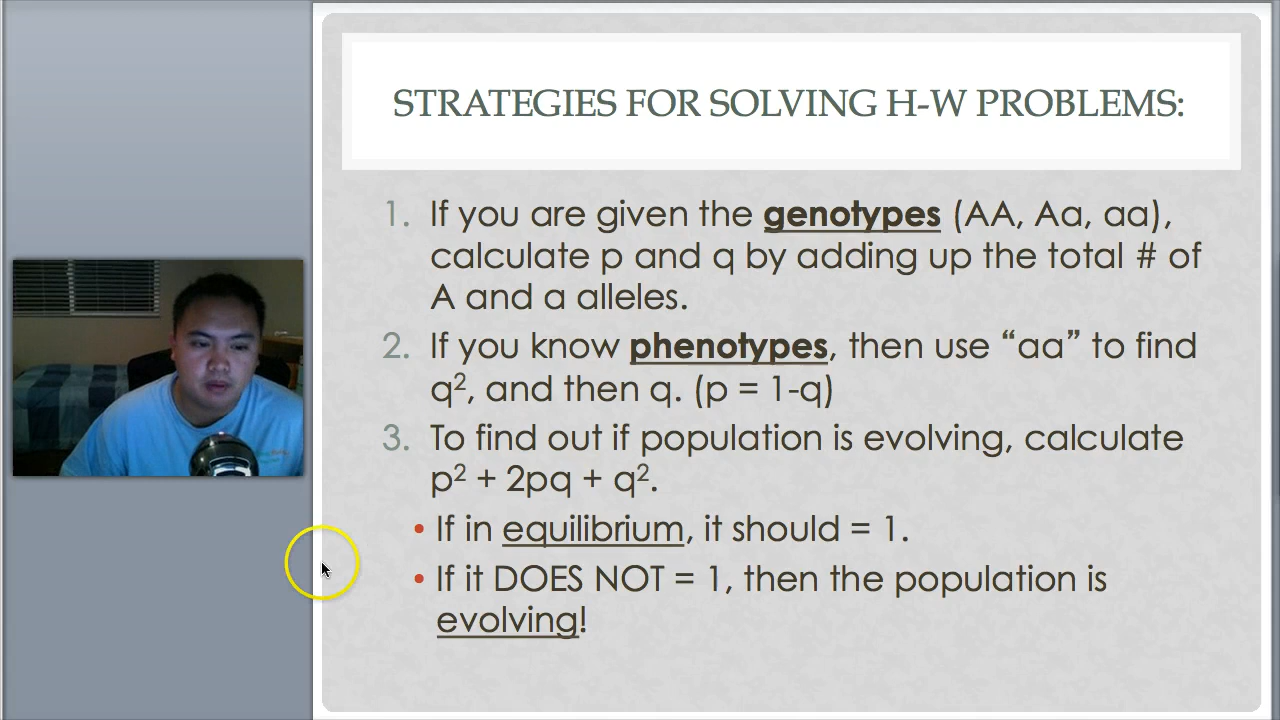 STRATEGIES FOR SOLVING H-W PROBLEMS:
1. If you are given the genotypes (AA, Aa, aa),
calculate p and q by adding up the total # of
A and a alleles.
2. If you know phenotypes, then use “aa” to find
q², and then q. (p = 1-q)
3. To find out if population is evolving, calculate
p² + 2pq + q².
• If in equilibrium, it should = 1.
• If it DOES NOT = 1, then the population is
evolving!